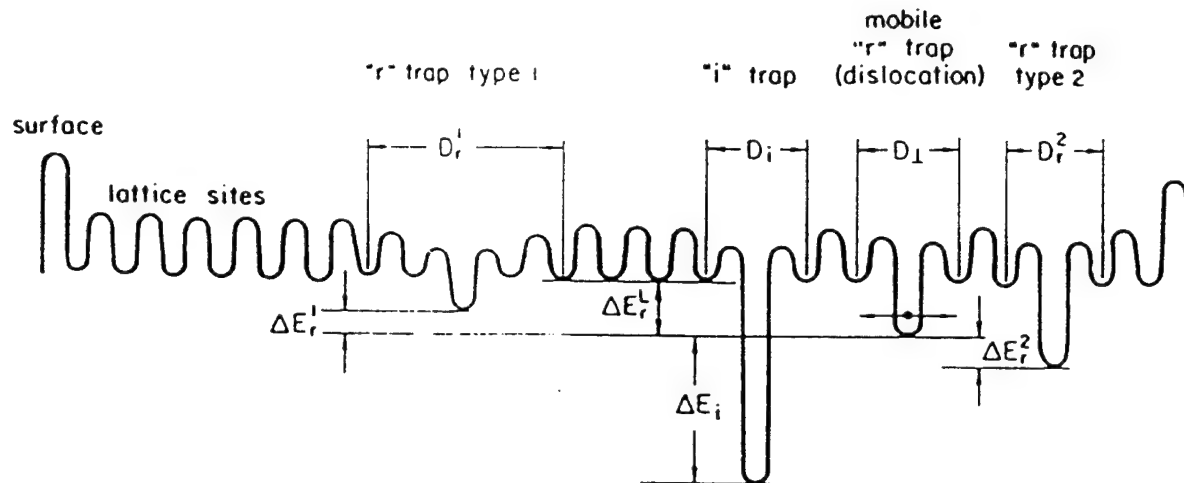 mobile
"r" trap
(dislocation)
"r" trap type 1
"i" trap
"r" trap
type 2
surface
lattice sites
D_r^1
D_i
D_⊥
D_r^2
ΔE_r^1
ΔE_r^L
ΔE_i
ΔE_r^2